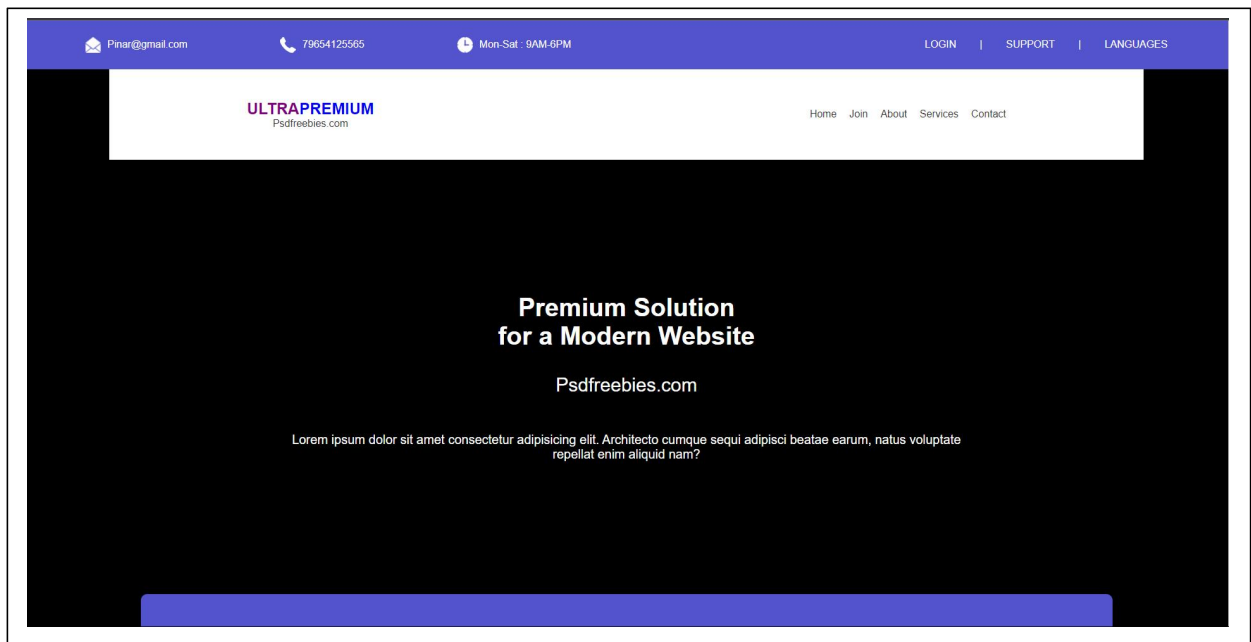 Pinar@gmail.com 79654125565 Mon-Sat : 9AM-6PM LOGIN | SUPPORT | LANGUAGES
ULTRAPREMIUM
Psdfreebies.com
Home Join About Services Contact
Premium Solution
for a Modern Website
Psdfreebies.com
Lorem ipsum dolor sit amet consectetur adipisicing elit. Architecto cumque sequi adipisci beatae earum, natus voluptate
repellat enim aliquid nam?